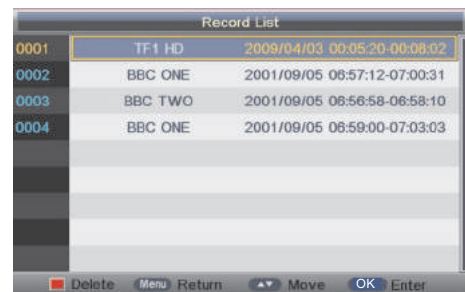 Record List
0001 TF1 HD 2009/04/03 00:05:20-00:08:02
0002 BBC ONE 2001/09/05 06:57:12-07:00:31
0003 BBC TWO 2001/09/05 06:56:58-06:58:10
0004 BBC ONE 2001/09/05 06:59:00-07:03:03
Delete Menu Return Move OK Enter